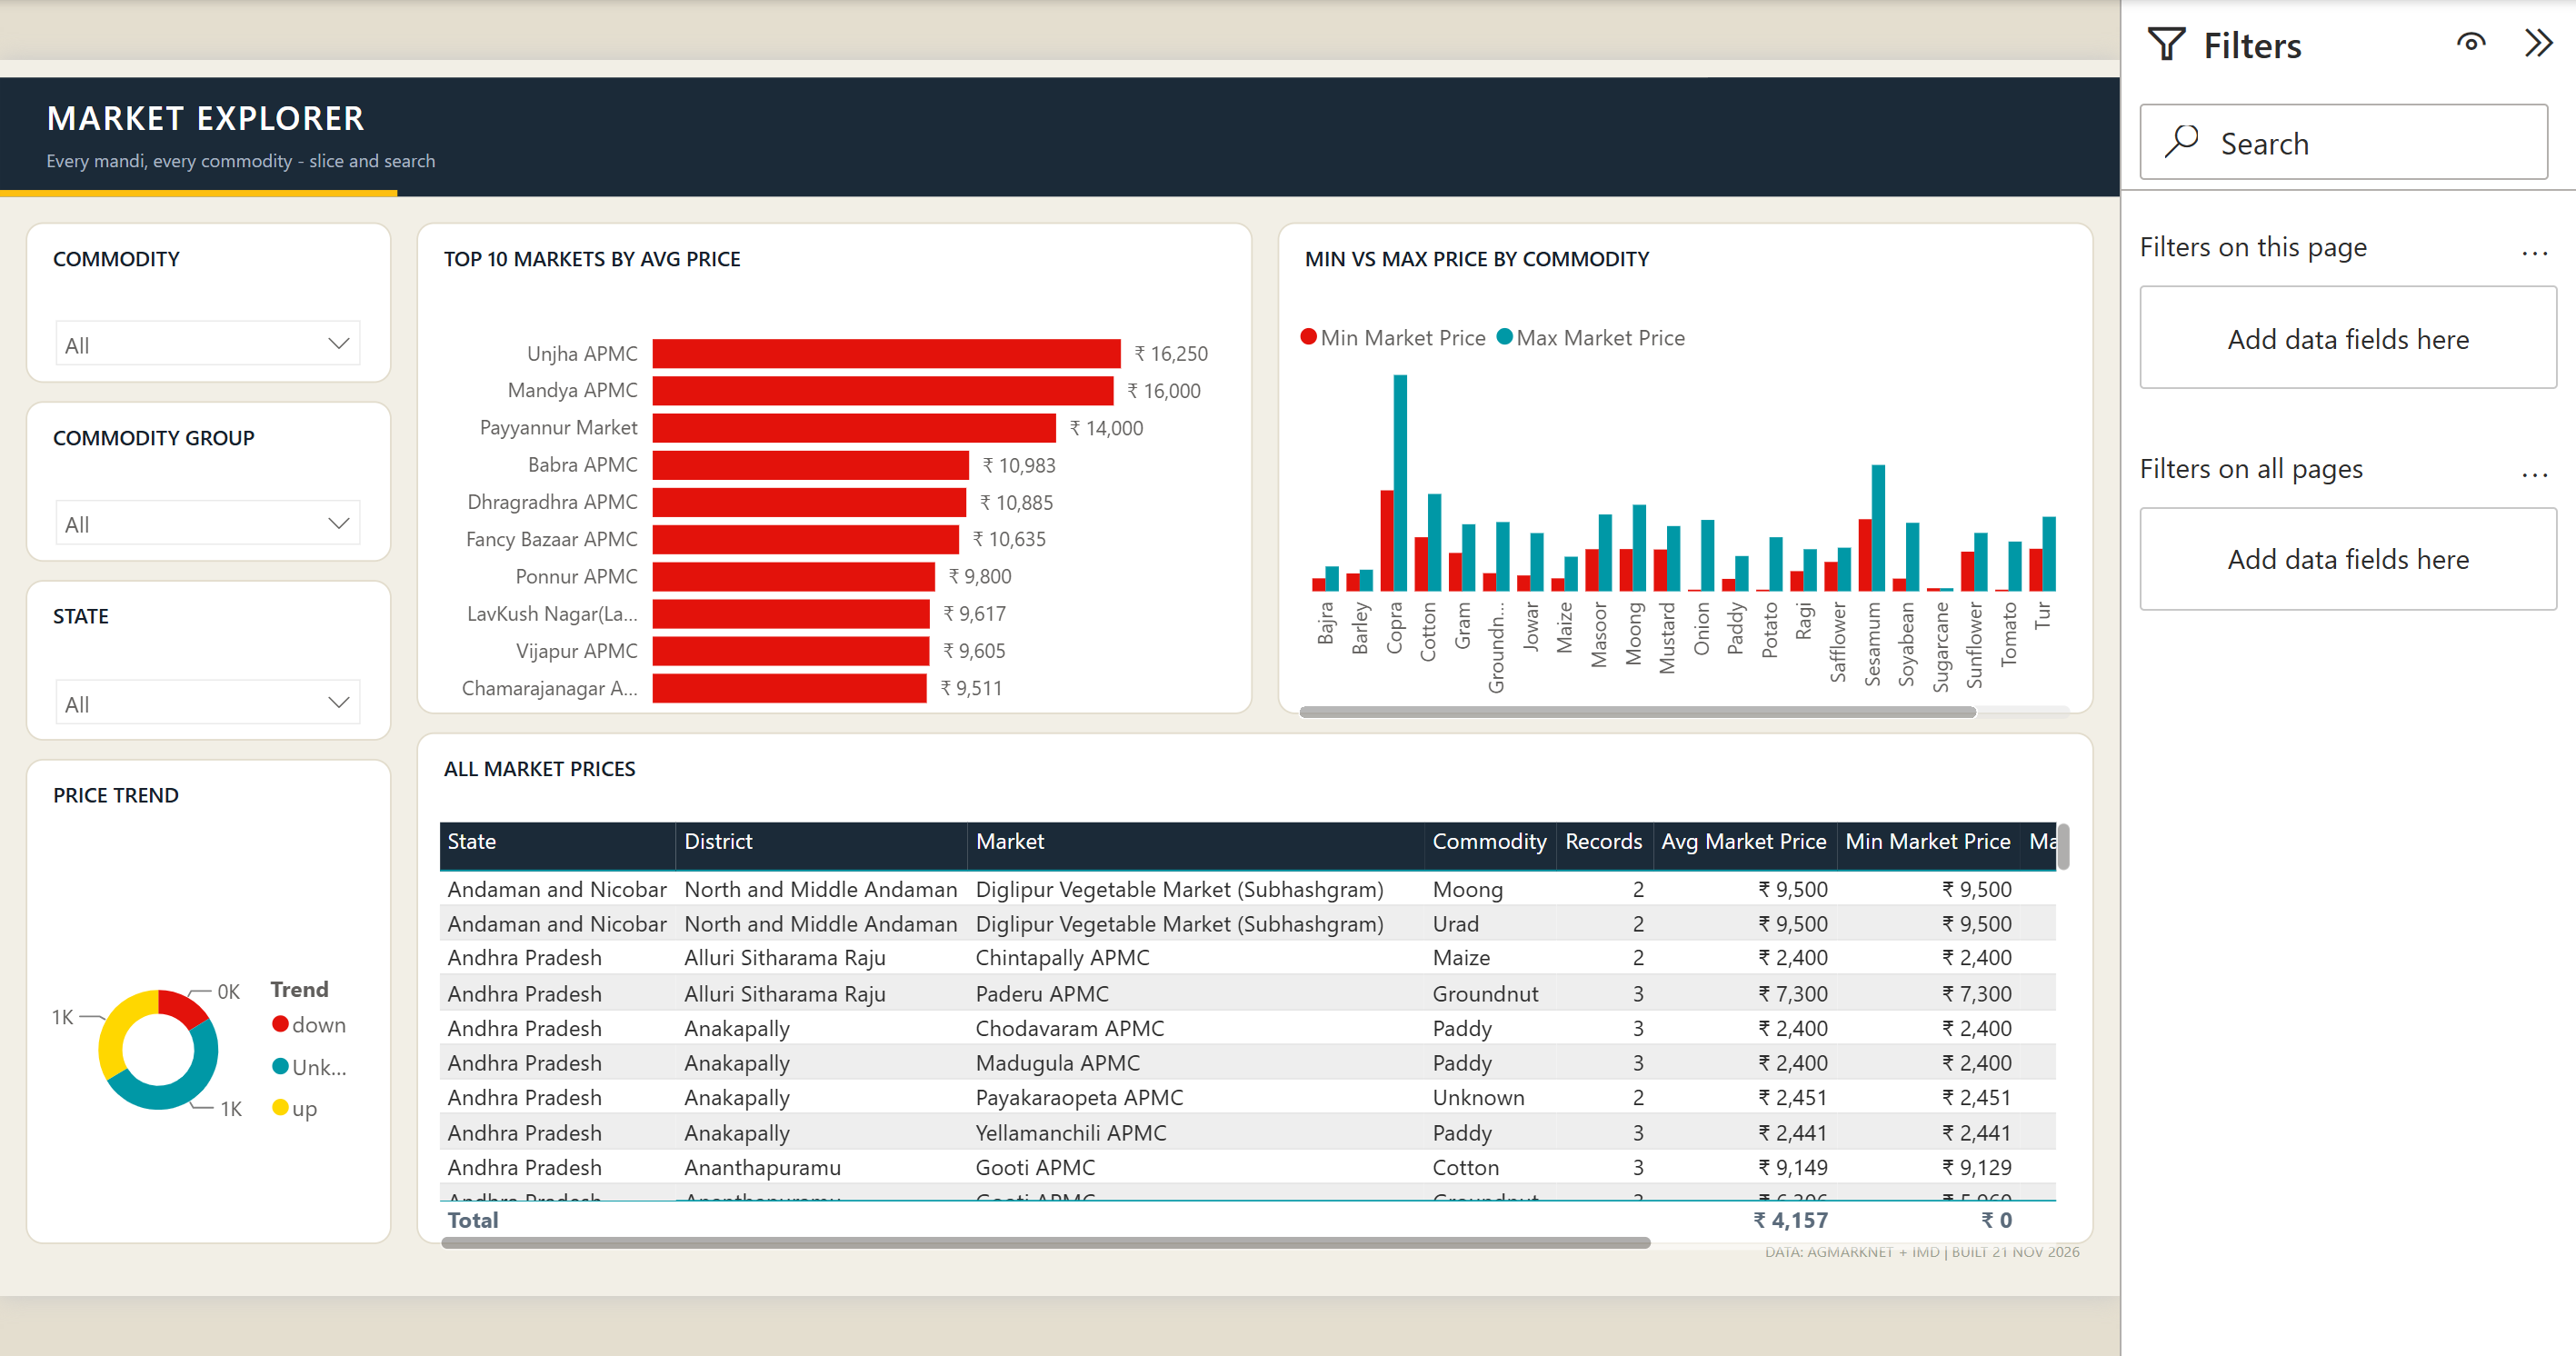 MARKET EXPLORER
Every mandi, every commodity - slice and search
COMMODITY
All
COMMODITY GROUP
All
STATE
All
PRICE TREND
0K
1K
1K
Trend
down
Unk...
up
TOP 10 MARKETS BY AVG PRICE
Unjha APMC ₹ 16,250
Mandya APMC ₹ 16,000
Payyannur Market ₹ 14,000
Babra APMC ₹ 10,983
Dhragradhra APMC ₹ 10,885
Fancy Bazaar APMC ₹ 10,635
Ponnur APMC ₹ 9,800
LavKush Nagar(La... ₹ 9,617
Vijapur APMC ₹ 9,605
Chamarajanagar A... ₹ 9,511
MIN VS MAX PRICE BY COMMODITY
Min Market Price Max Market Price
Bajra
Barley
Copra
Cotton
Gram
Groundn...
Jowar
Maize
Masoor
Moong
Mustard
Onion
Paddy
Potato
Ragi
Safflower
Sesamum
Soyabean
Sugarcane
Sunflower
Tomato
Tur
ALL MARKET PRICES
State District Market Commodity Records Avg Market Price Min Market Price Ma
Andaman and Nicobar North and Middle Andaman Diglipur Vegetable Market (Subhashgram) Moong 2 ₹ 9,500 ₹ 9,500
Andaman and Nicobar North and Middle Andaman Diglipur Vegetable Market (Subhashgram) Urad 2 ₹ 9,500 ₹ 9,500
Andhra Pradesh Alluri Sitharama Raju Chintapally APMC Maize 2 ₹ 2,400 ₹ 2,400
Andhra Pradesh Alluri Sitharama Raju Paderu APMC Groundnut 3 ₹ 7,300 ₹ 7,300
Andhra Pradesh Anakapally Chodavaram APMC Paddy 3 ₹ 2,400 ₹ 2,400
Andhra Pradesh Anakapally Madugula APMC Paddy 3 ₹ 2,400 ₹ 2,400
Andhra Pradesh Anakapally Payakaraopeta APMC Unknown 2 ₹ 2,451 ₹ 2,451
Andhra Pradesh Anakapally Yellamanchili APMC Paddy 3 ₹ 2,441 ₹ 2,441
Andhra Pradesh Ananthapuramu Gooti APMC Cotton 3 ₹ 9,149 ₹ 9,129
Andhra Pradesh Ananthapuramu Gooti APMC Groundnut
Total ₹ 4,157 ₹ 0
DATA: AGMARKNET + IMD | BUILT 21 NOV 2026
Filters
Search
Filters on this page ...
Add data fields here
Filters on all pages ...
Add data fields here